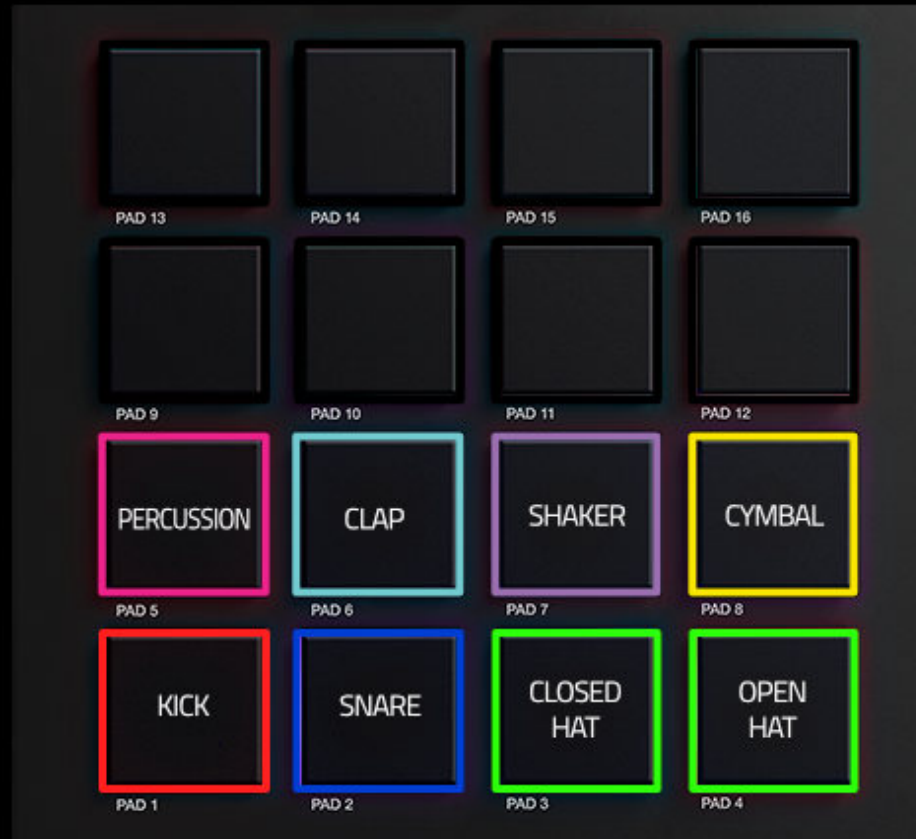 PAD 13
PAD 14
PAD 15
PAD 16
PAD 9
PAD 10
PAD 11
PAD 12
PERCUSSION
CLAP
SHAKER
CYMBAL
PAD 5
PAD 6
PAD 7
PAD 8
KICK
SNARE
CLOSED
HAT
OPEN
HAT
PAD 1
PAD 2
PAD 3
PAD 4